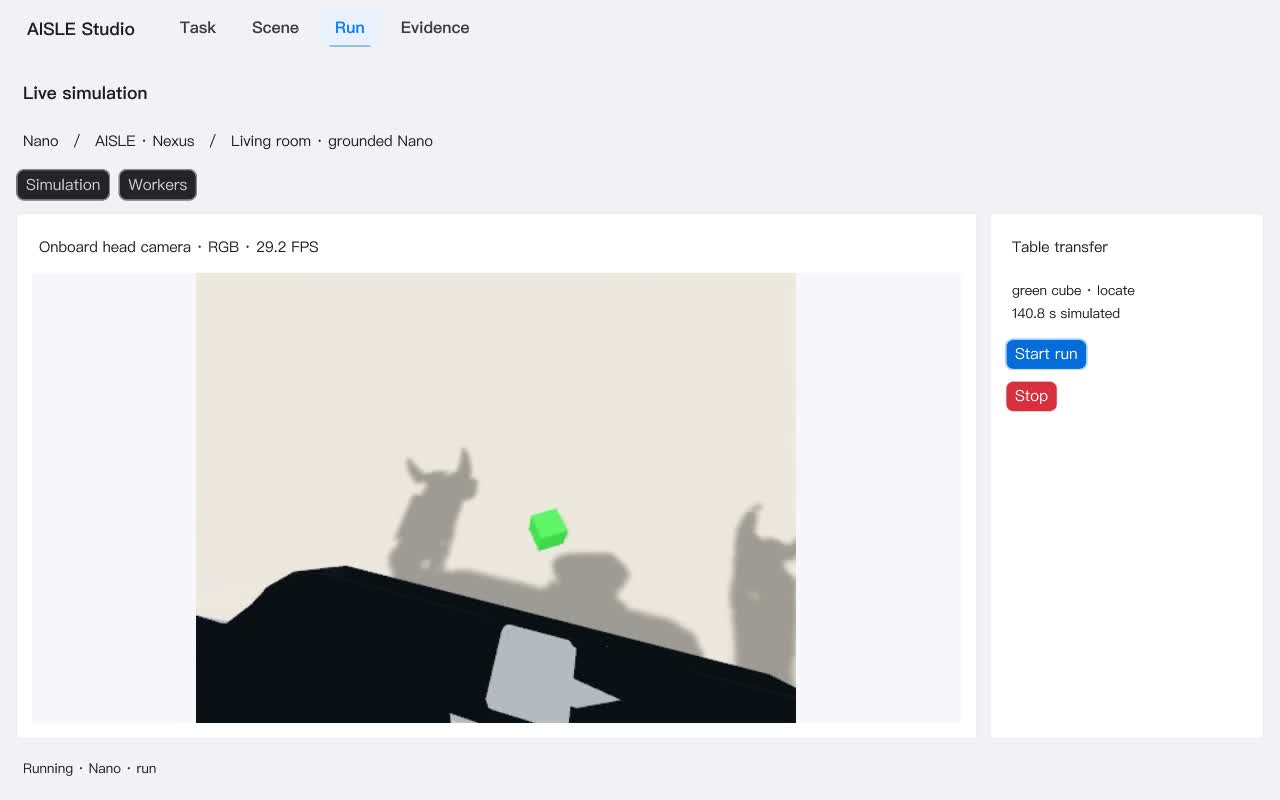 AISLE Studio Task Scene Run Evidence
Live simulation
Nano / AISLE · Nexus / Living room · grounded Nano
Simulation Workers
Onboard head camera · RGB · 29.2 FPS
Table transfer
green cube · locate
140.8 s simulated
Start run
Stop
Running · Nano · run